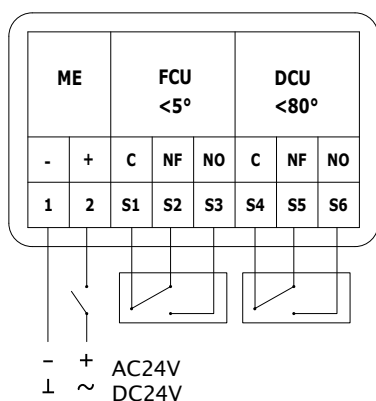 ME FCU DCU
<5° <80°
- + C NF NO C NF NO
1 2 S1 S2 S3 S4 S5 S6
- + AC24V
⊥ ~ DC24V